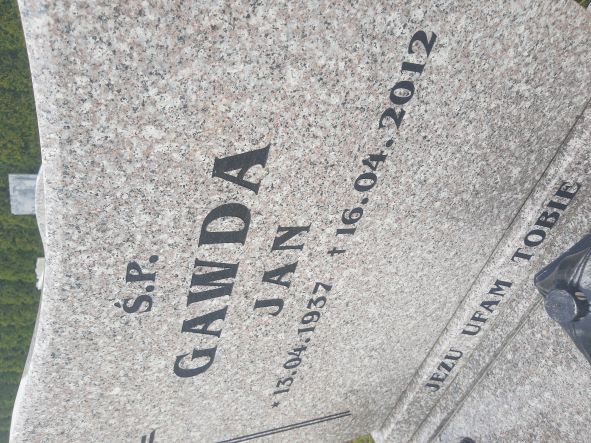 Ś.P.
GAWDA
JAN
* 13.04.1937 † 16.04.2012
JEZU UFAM TOBIE